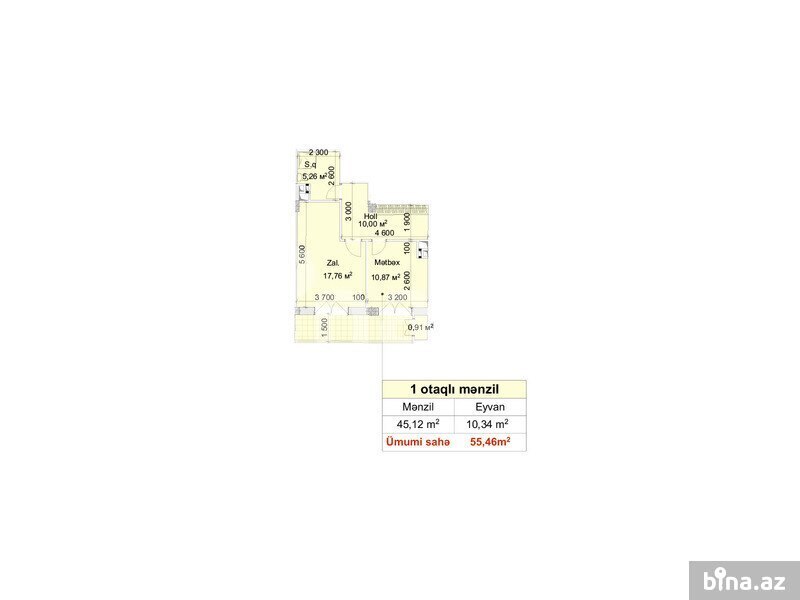 2 300
S.q
5,26 м²
2 600
Holl
10,00 м²
3 000
1 900
4 600
5 600
Zal.
17,76 м²
Mətbəx
10,87 м²
100
2 600
3 700
100
3 200
1 500
0,91 м²
1 otaqlı mənzil
Mənzil Eyvan
45,12 m² 10,34 m²
Ümumi sahə 55,46m²
bina.az